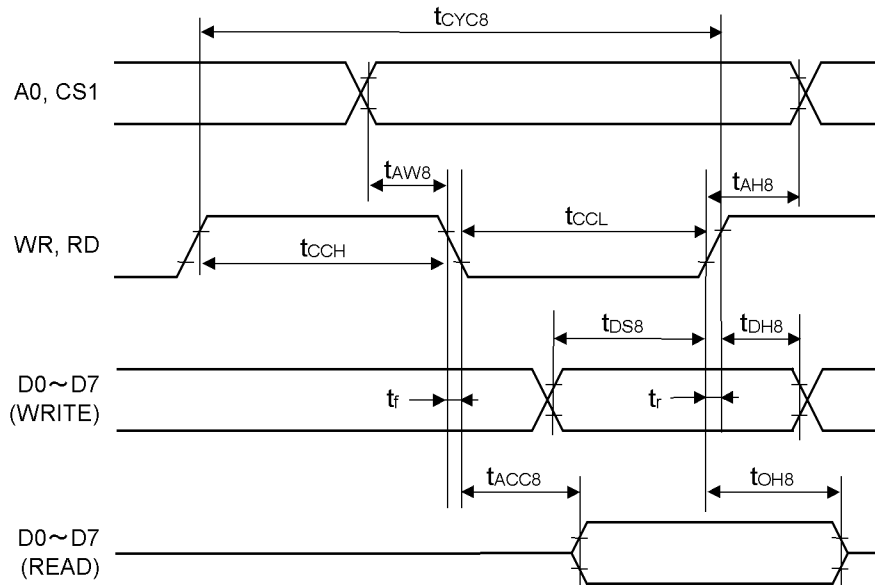 tCYC8
A0, CS1
tAW8
tAH8
WR, RD
tCCL
tCCH
tDS8
tDH8
D0～D7
(WRITE)
tf
tr
tACC8
tOH8
D0～D7
(READ)